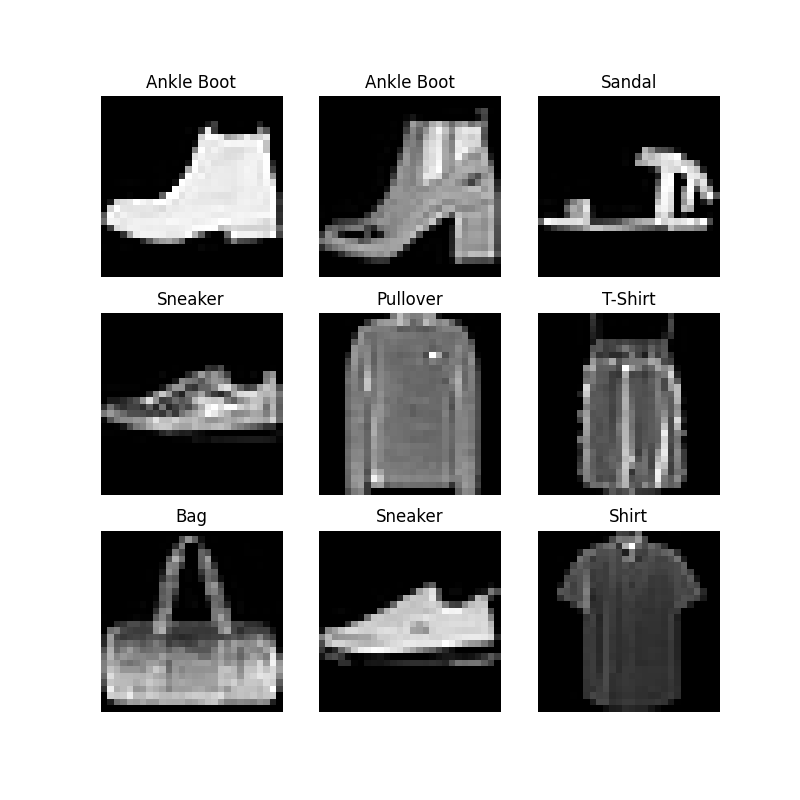 Ankle Boot
Ankle Boot
Sandal
Sneaker
Pullover
T-Shirt
Bag
Sneaker
Shirt